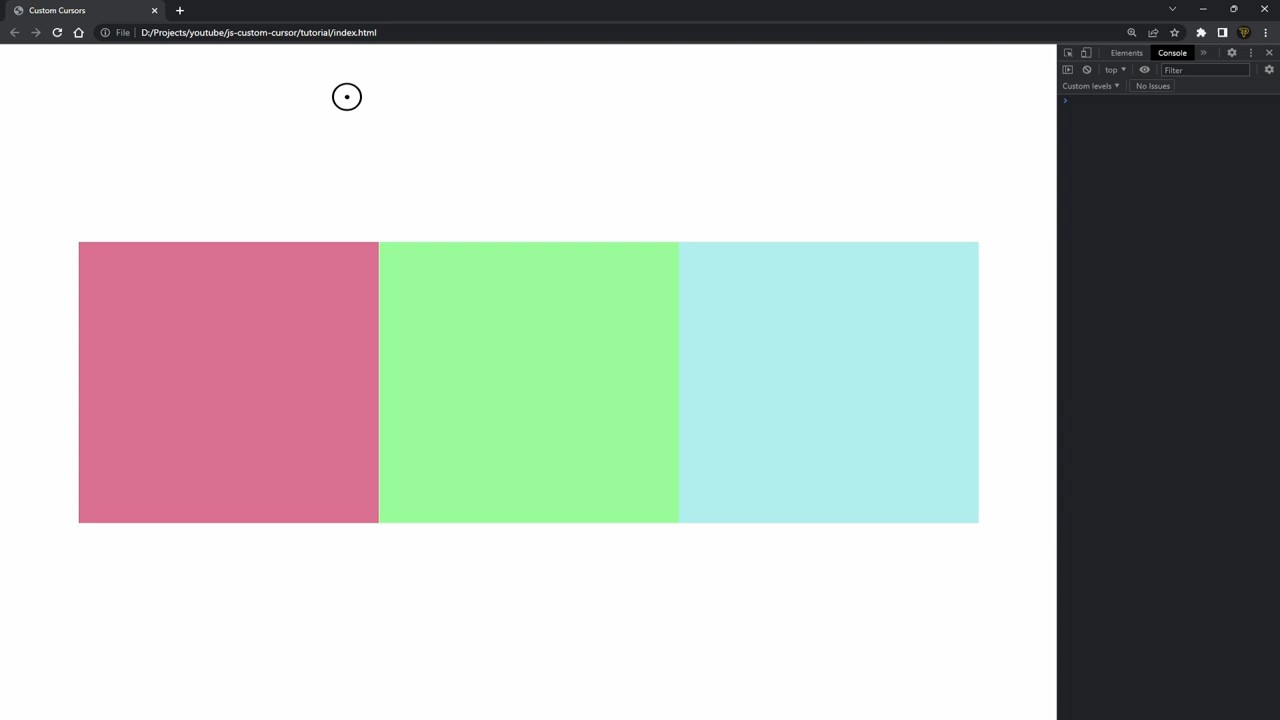 Custom Cursors
File D:/Projects/youtube/js-custom-cursor/tutorial/index.html
Elements Console
top Filter
Custom levels No Issues